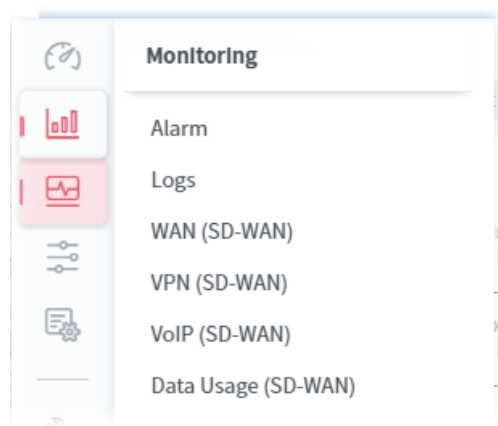 Monitoring
Alarm
Logs
WAN (SD-WAN)
VPN (SD-WAN)
VoIP (SD-WAN)
Data Usage (SD-WAN)